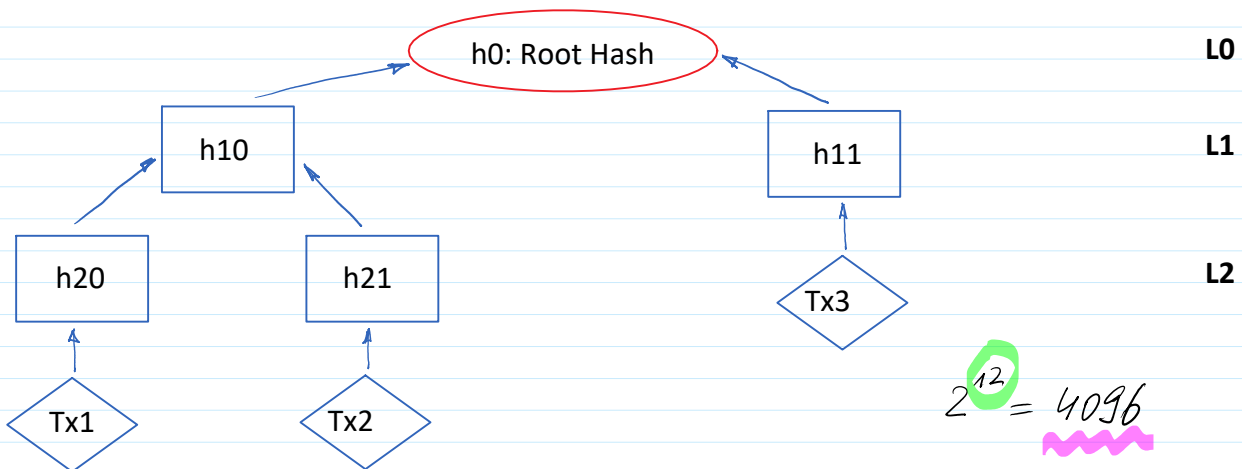 h0: Root Hash L0
h10 h11 L1
h20 h21 L2
Tx3
Tx1 Tx2
2^12 = 4096